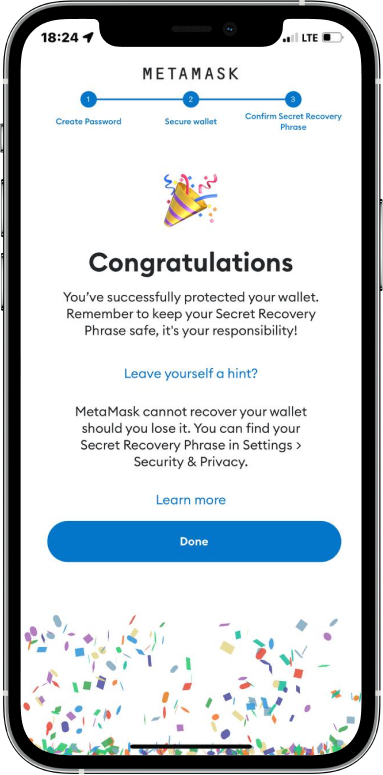 18:24 LTE
METAMASK
1 2 3
Create Password Secure wallet Confirm Secret Recovery
Phrase
Congratulations
You've successfully protected your wallet.
Remember to keep your Secret Recovery
Phrase safe, it's your responsibility!
Leave yourself a hint?
MetaMask cannot recover your wallet
should you lose it. You can find your
Secret Recovery Phrase in Settings >
Security & Privacy.
Learn more
Done